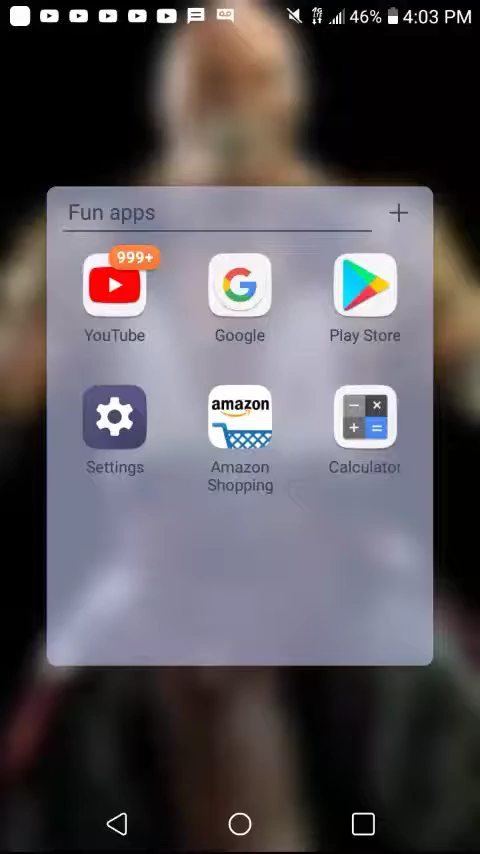 46% 4:03 PM
Fun apps
999+
YouTube
Google
Play Store
amazon
Settings
Amazon
Shopping
Calculator